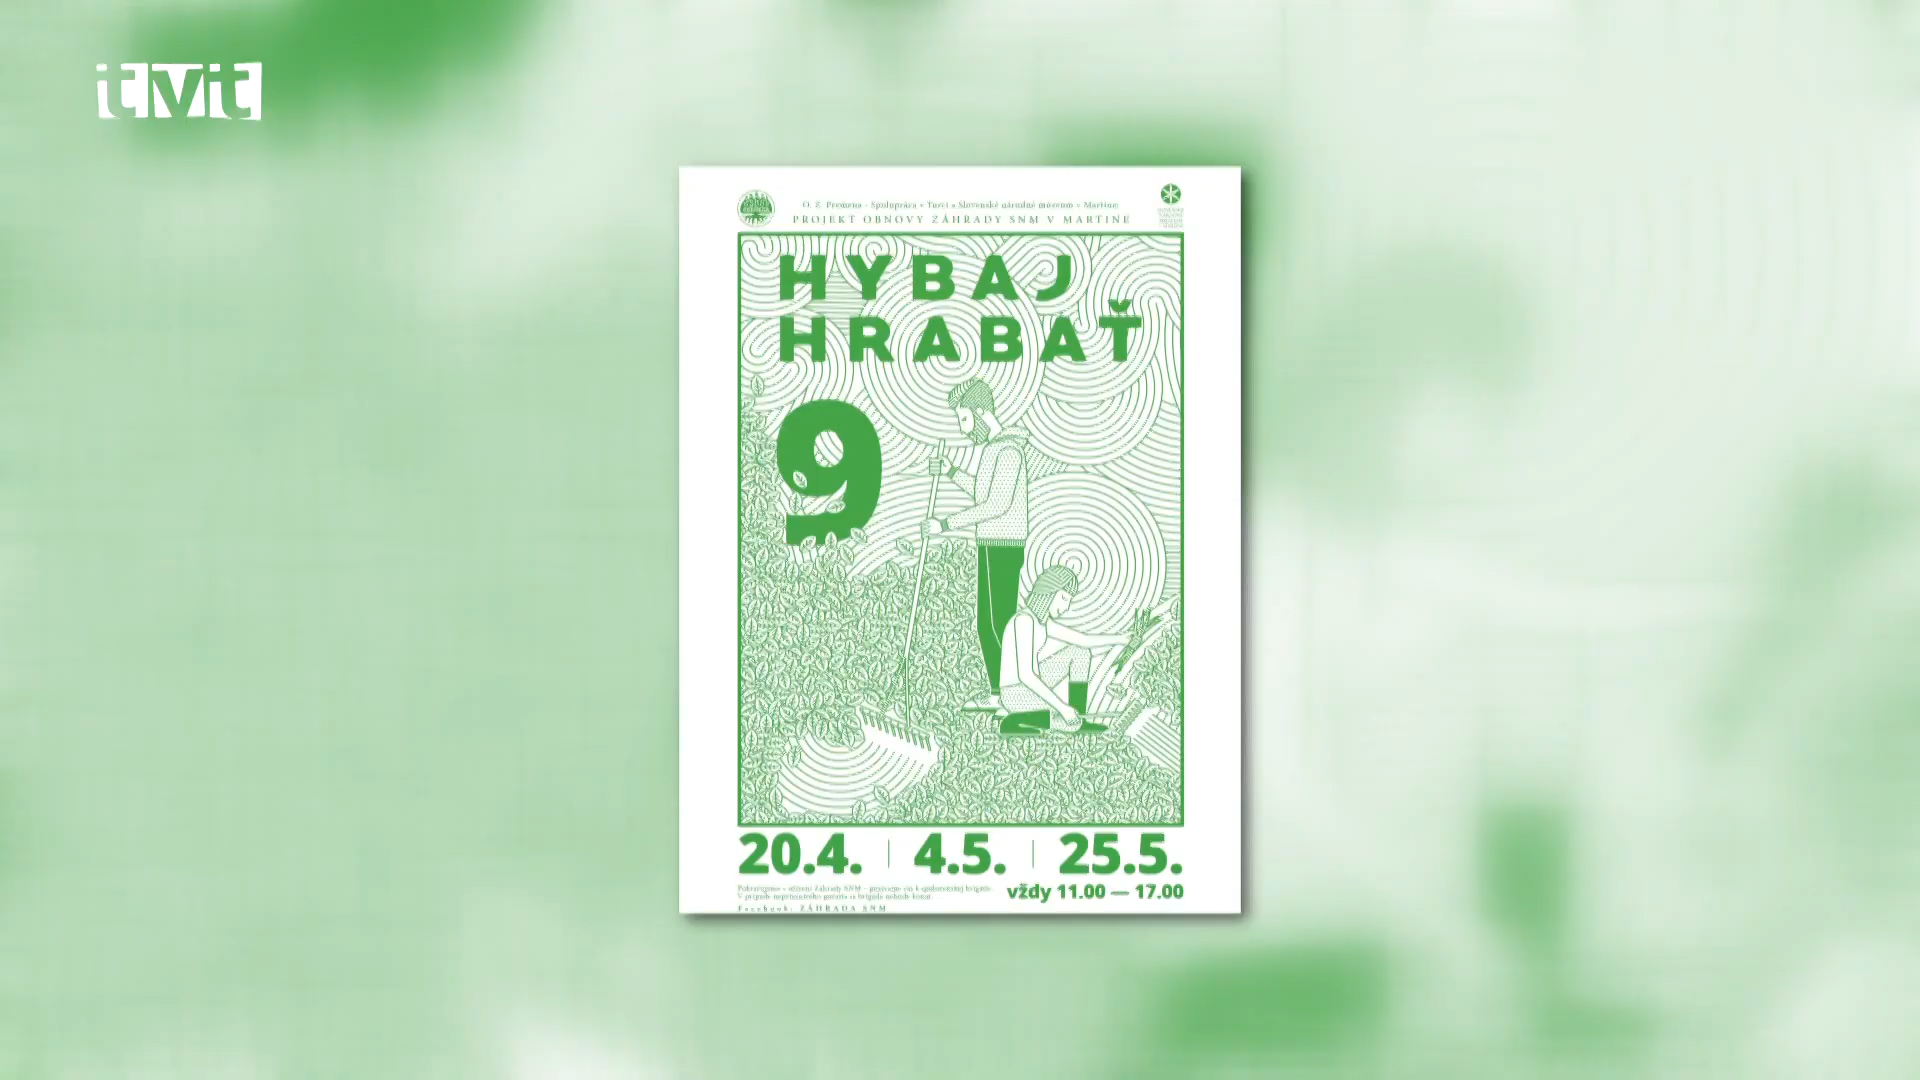 itvit
O. Z. Premena - Spolupráca v Turci a Slovenské národné múzeum v Martine:
PROJEKT OBNOVY ZÁHRADY SNM V MARTINE
HYBAJ
HRABAŤ
9
20.4. | 4.5. | 25.5.
vždy 11.00 — 17.00
Facebook: ZÁHRADA SNM